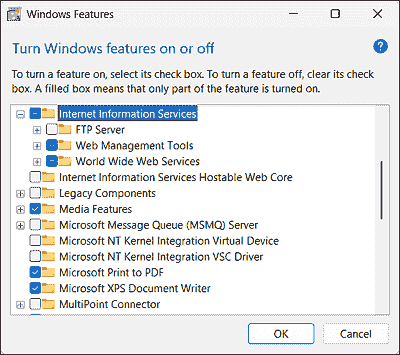 Windows Features
Turn Windows features on or off
To turn a feature on, select its check box. To turn a feature off, clear its check
box. A filled box means that only part of the feature is turned on.
Internet Information Services
FTP Server
Web Management Tools
World Wide Web Services
Internet Information Services Hostable Web Core
Legacy Components
Media Features
Microsoft Message Queue (MSMQ) Server
Microsoft NT Kernel Integration Virtual Device
Microsoft NT Kernel Integration VSC Driver
Microsoft Print to PDF
Microsoft XPS Document Writer
MultiPoint Connector
OK Cancel